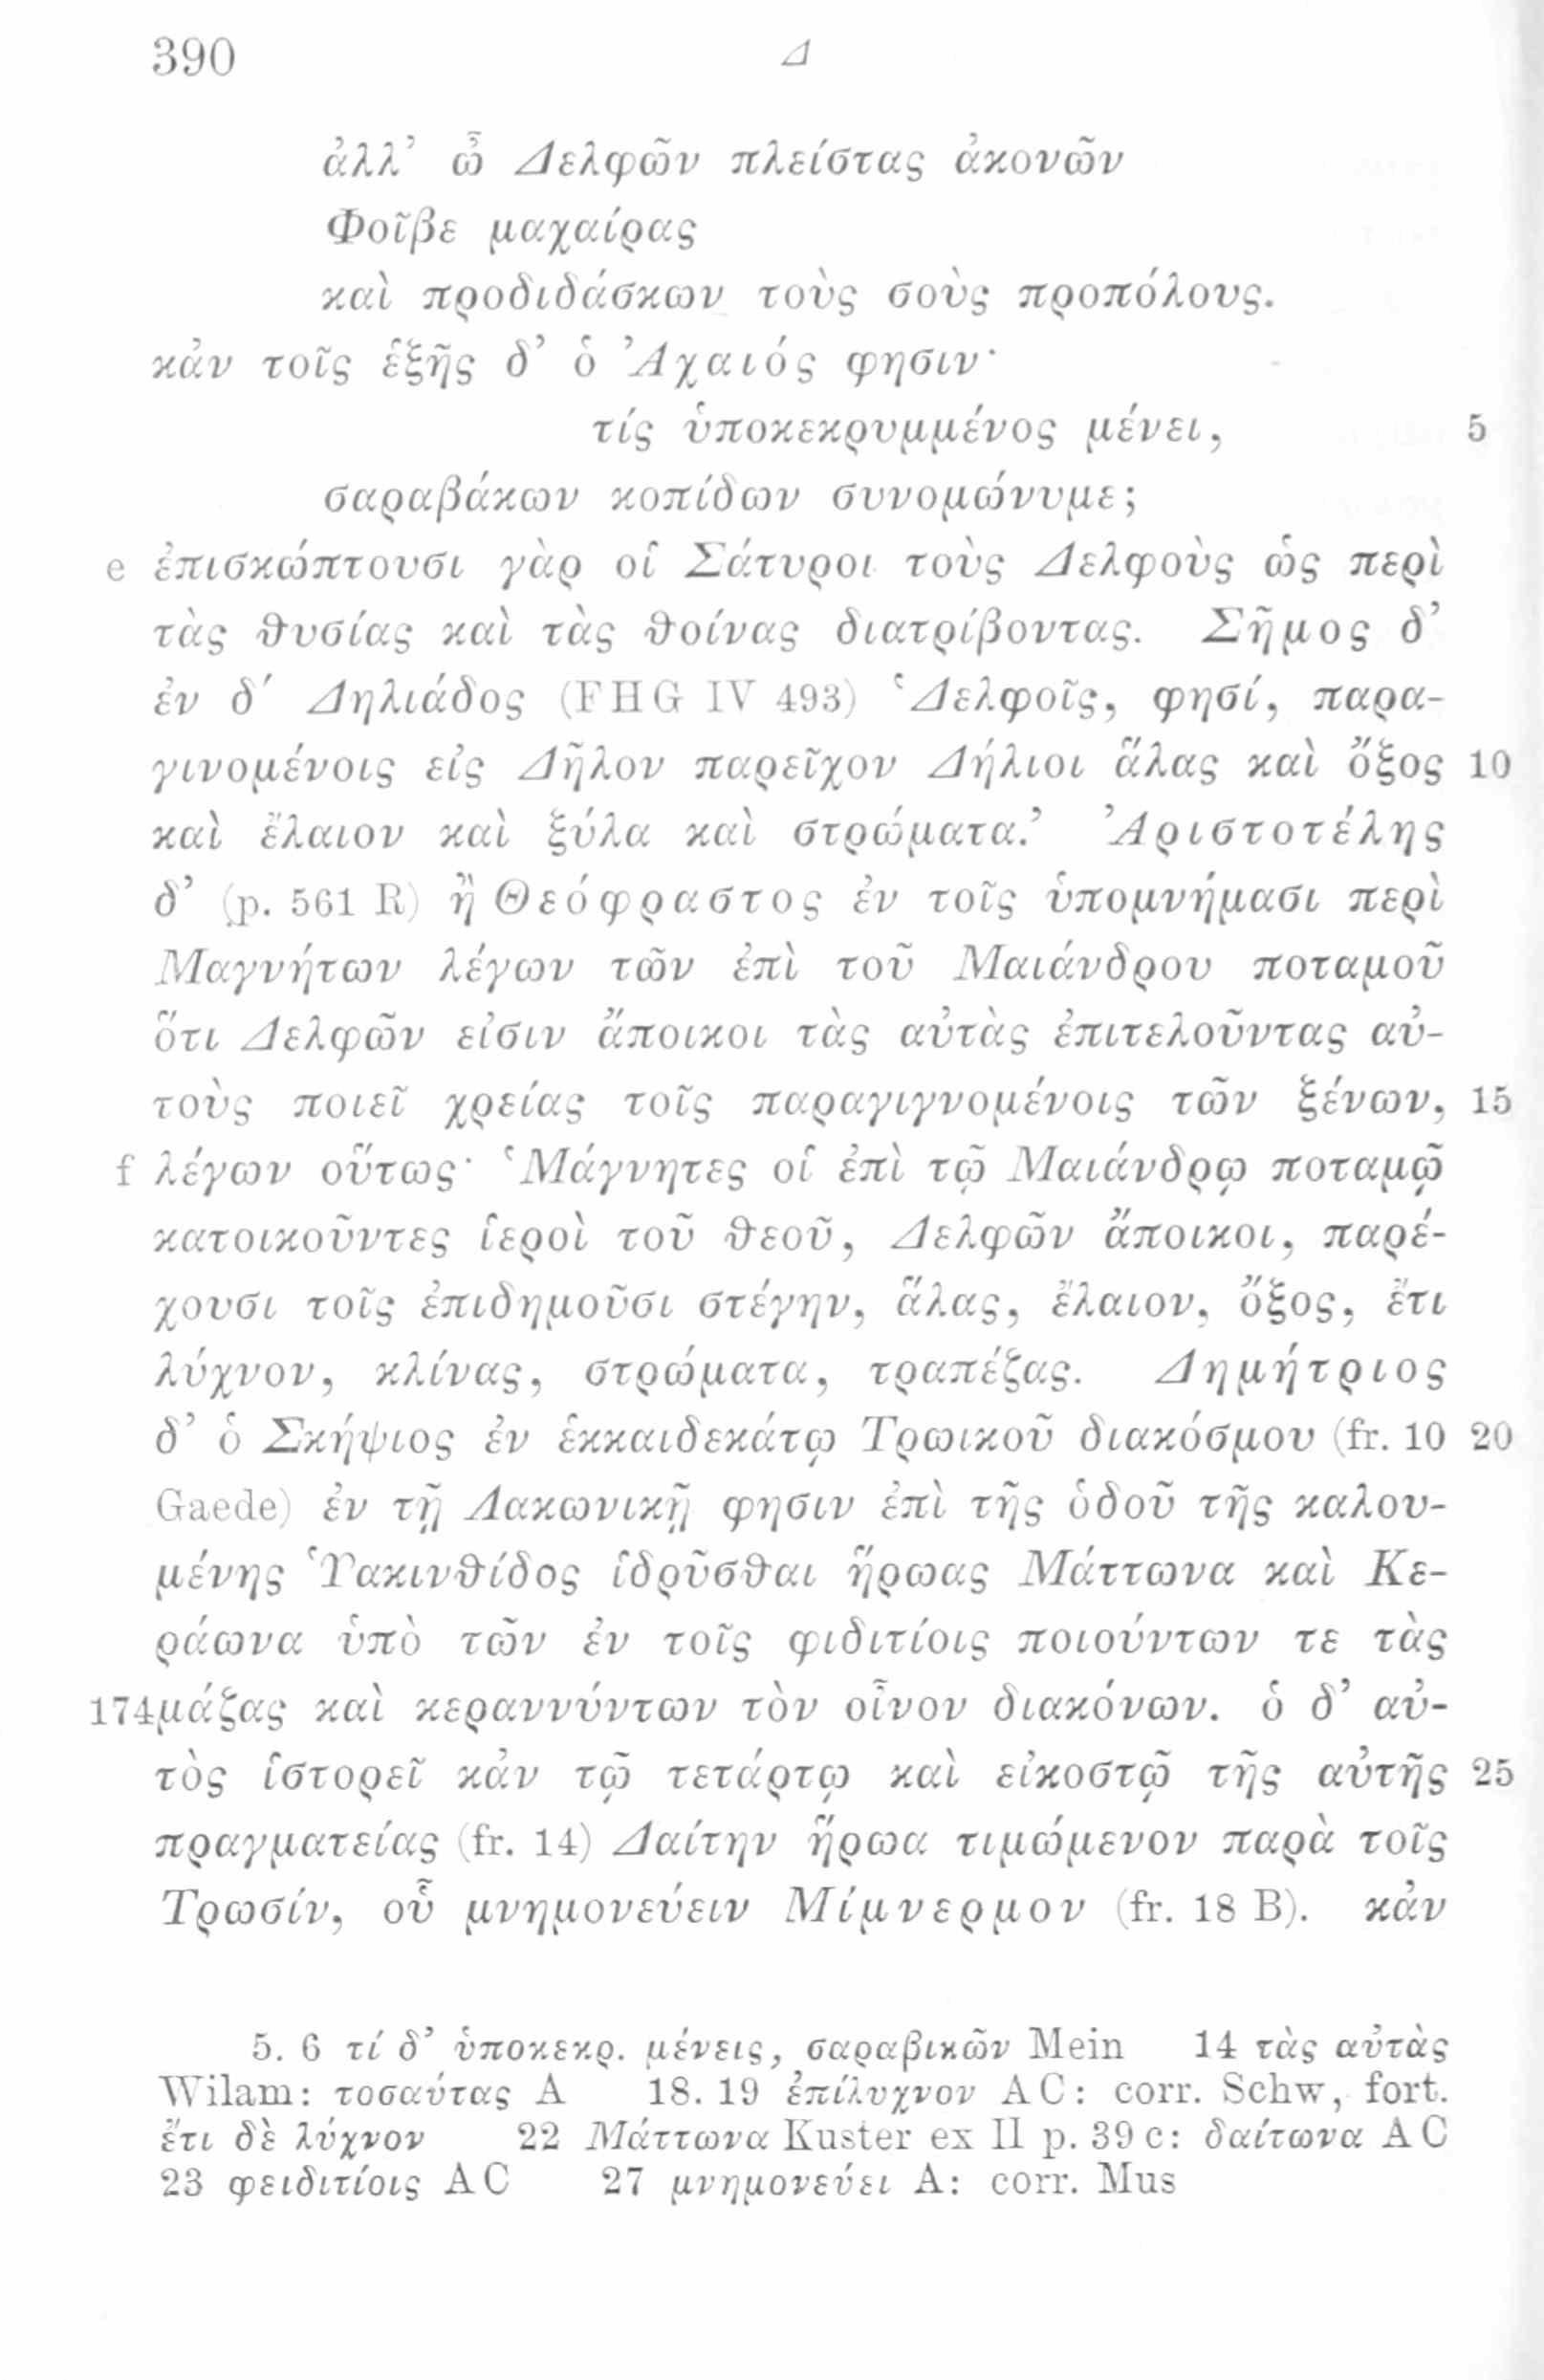 390 Δ
ἀλλ’ ὦ Δελφῶν πλείστας ἀκονῶν
Φοῖβε μαχαίρας
καὶ προδιδάσκων τοὺς σοὺς προπόλους.
κἀν τοῖς ἑξῆς δ’ ὁ Ἀχαιός φησιν·
τίς ὑποκεκρυμμένος μένει, 5
σαραβάκων κοπίδων συνομώνυμε;
e ἐπισκώπτουσι γὰρ οἱ Σάτυροι τοὺς Δελφοὺς ὡς περὶ
τὰς θυσίας καὶ τὰς θοίνας διατρίβοντας. Σῆμος δ’
ἐν δ′ Δηλιάδος (FHG IV 493) ‘Δελφοῖς, φησί, παρα-
γινομένοις εἰς Δῆλον παρεῖχον Δήλιοι ἅλας καὶ ὄξος 10
καὶ ἔλαιον καὶ ξύλα καὶ στρώματα.’ Ἀριστοτέλης
δ’ (p. 561 R) ἢ Θεόφραστος ἐν τοῖς ὑπομνήμασι περὶ
Μαγνήτων λέγων τῶν ἐπὶ τοῦ Μαιάνδρου ποταμοῦ
ὅτι Δελφῶν εἰσιν ἄποικοι τὰς αὐτὰς ἐπιτελοῦντας αὐ-
τοὺς ποιεῖ χρείας τοῖς παραγιγνομένοις τῶν ξένων, 15
f λέγων οὕτως· ‘Μάγνητες οἱ ἐπὶ τῷ Μαιάνδρῳ ποταμῷ
κατοικοῦντες ἱεροὶ τοῦ θεοῦ, Δελφῶν ἄποικοι, παρέ-
χουσι τοῖς ἐπιδημοῦσι στέγην, ἅλας, ἔλαιον, ὄξος, ἔτι
λύχνον, κλίνας, στρώματα, τραπέζας. Δημήτριος
δ’ ὁ Σκήψιος ἐν ἑκκαιδεκάτῳ Τρωικοῦ διακόσμου (fr. 10 20
Gaede) ἐν τῇ Λακωνικῇ φησιν ἐπὶ τῆς ὁδοῦ τῆς καλου-
μένης Ὑακινθίδος ἱδρῦσθαι ἥρωας Μάττωνα καὶ Κε-
ράωνα ὑπὸ τῶν ἐν τοῖς φιδιτίοις ποιούντων τε τὰς
174 μάζας καὶ κεραννύντων τὸν οἶνον διακόνων. ὁ δ’ αὐ-
τὸς ἱστορεῖ κἀν τῷ τετάρτῳ καὶ εἰκοστῷ τῆς αὐτῆς 25
πραγματείας (fr. 14) Δαίτην ἥρωα τιμώμενον παρὰ τοῖς
Τρωσίν, οὗ μνημονεύειν Μίμνερμον (fr. 18 B). κἀν
5. 6 τί δ’ ὑποκεκρ. μένεις, σαραβικῶν Mein 14 τὰς αὐτὰς
Wilam: τοσαύτας A 18. 19 ἐπίλυχνον AC: corr. Schw, fort.
ἔτι δὲ λύχνον 22 Μάττωνα Kuster ex II p. 39 c: δαίτωνα AC
23 φειδιτίοις AC 27 μνημονεύει A: corr. Mus